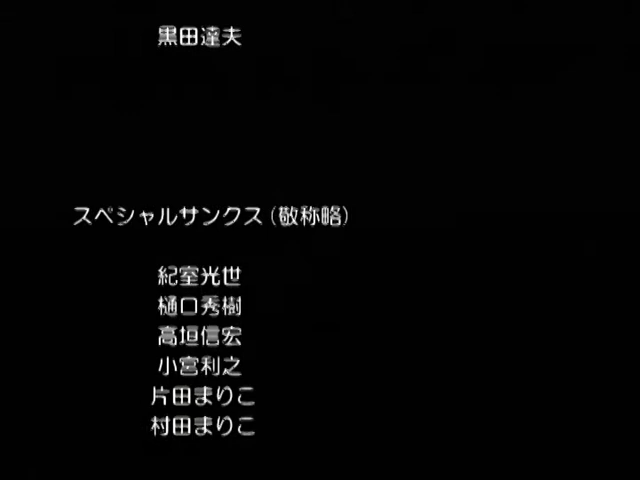 黒田達夫
スペシャルサンクス(敬称略)
紀室光世
樋口秀樹
高垣信宏
小宮利之
片田まりこ
村田まりこ